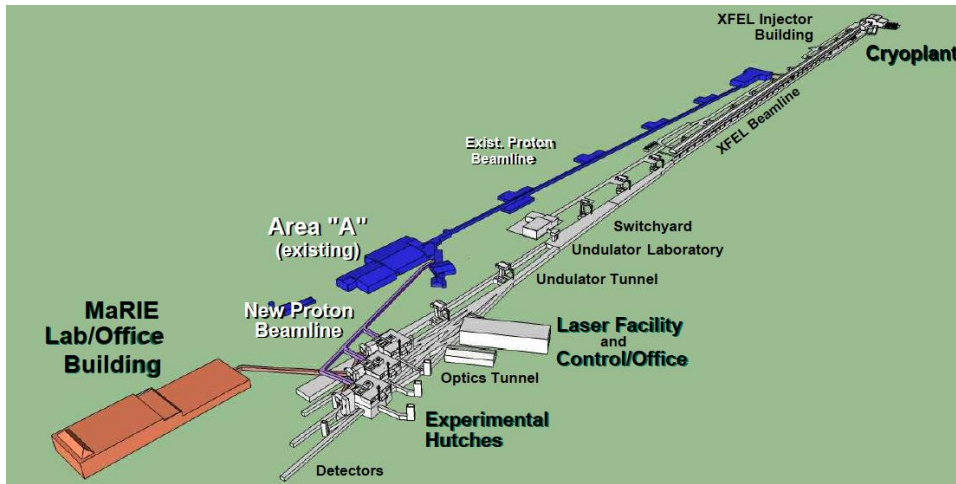 XFEL Injector
Building
Cryoplant
XFEL Beamline
Exist. Proton
Beamline
Area "A"
(existing)
Switchyard
Undulator Laboratory
Undulator Tunnel
New Proton
Beamline
MaRIE
Lab/Office
Building
Laser Facility
and
Control/Office
Optics Tunnel
Experimental
Hutches
Detectors